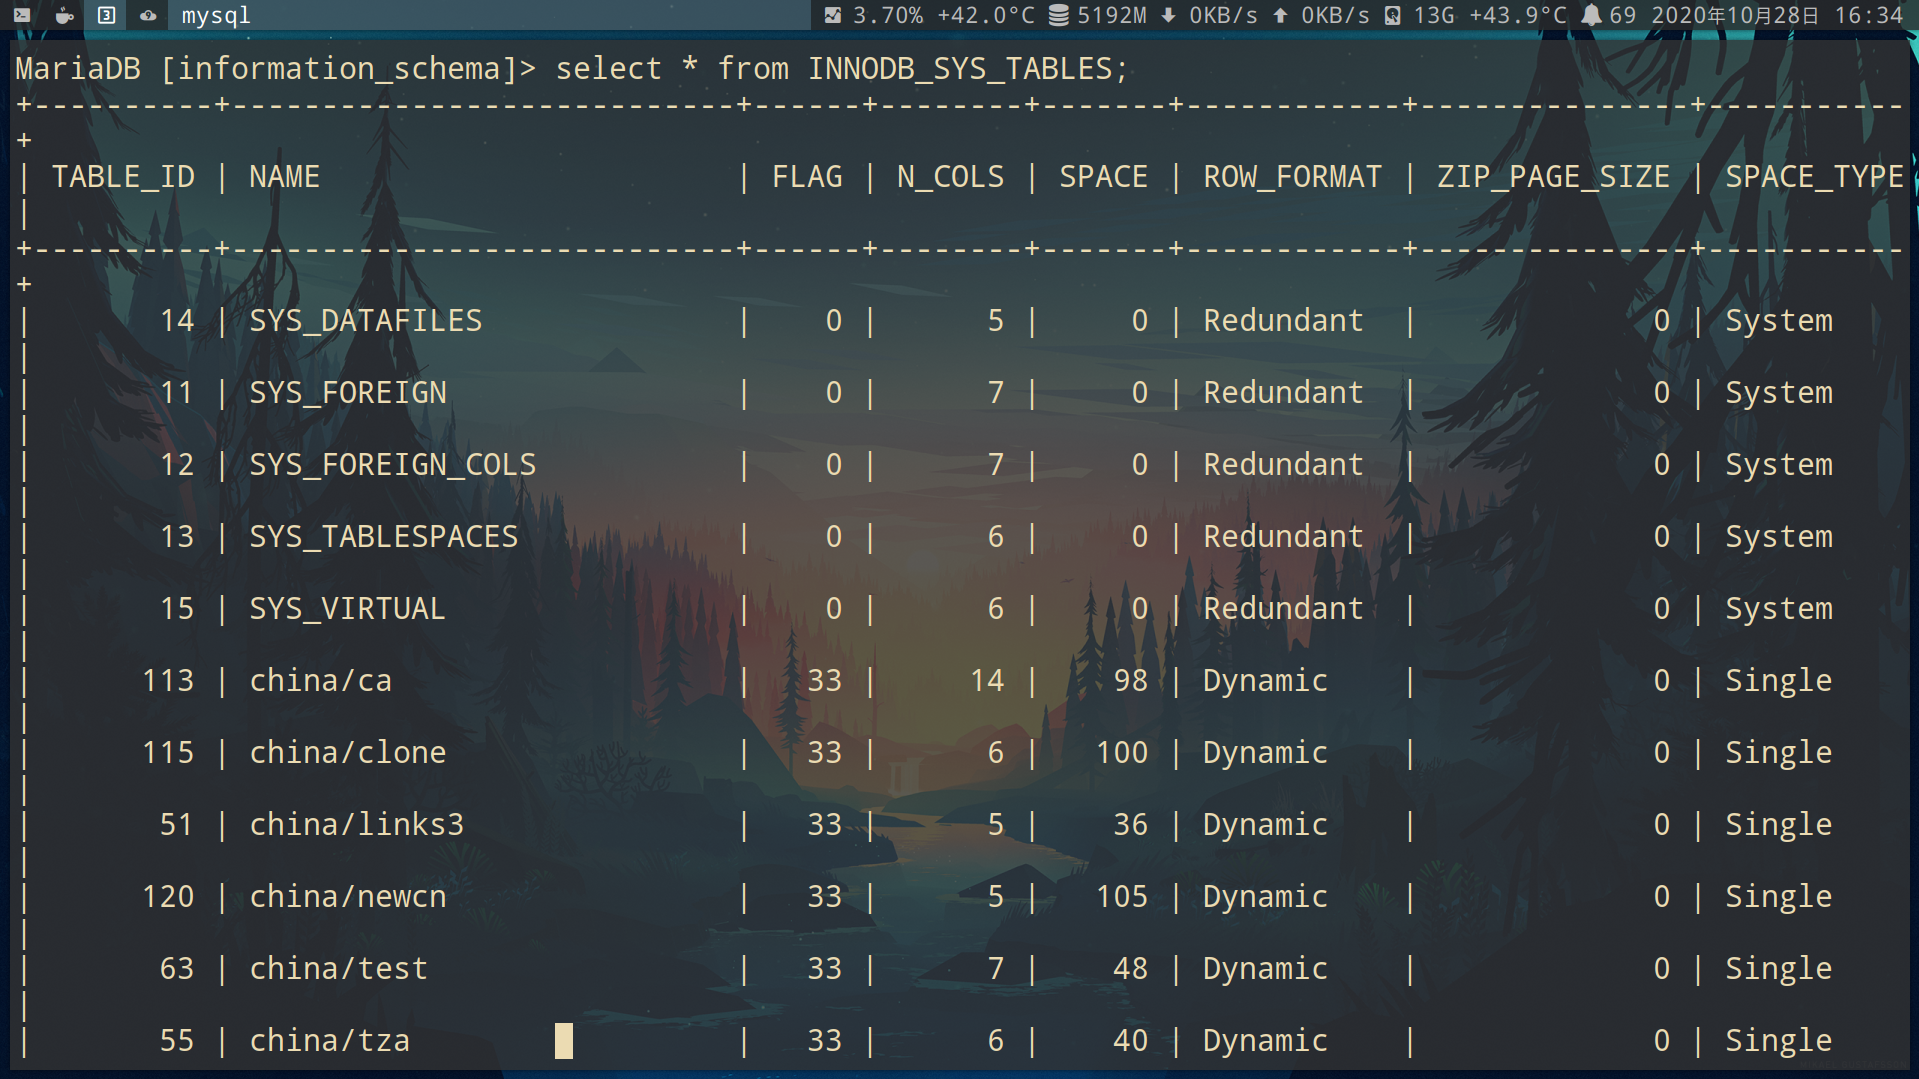 3 mysql 3.70% +42.0°C 5192M 0KB/s 0KB/s 13G +43.9°C 69 2020年10月28日 16:34
MariaDB [information_schema]> select * from INNODB_SYS_TABLES;
+----------+----------------------------+------+--------+-------+------------+---------------+-----------
+
| TABLE_ID | NAME                       | FLAG | N_COLS | SPACE | ROW_FORMAT | ZIP_PAGE_SIZE | SPACE_TYPE
|
+----------+----------------------------+------+--------+-------+------------+---------------+-----------
+
|       14 | SYS_DATAFILES              |    0 |      5 |     0 | Redundant  |             0 | System
|
|       11 | SYS_FOREIGN                |    0 |      7 |     0 | Redundant  |             0 | System
|
|       12 | SYS_FOREIGN_COLS           |    0 |      7 |     0 | Redundant  |             0 | System
|
|       13 | SYS_TABLESPACES            |    0 |      6 |     0 | Redundant  |             0 | System
|
|       15 | SYS_VIRTUAL                |    0 |      6 |     0 | Redundant  |             0 | System
|
|      113 | china/ca                   |   33 |     14 |    98 | Dynamic    |             0 | Single
|
|      115 | china/clone                |   33 |      6 |   100 | Dynamic    |             0 | Single
|
|       51 | china/links3               |   33 |      5 |    36 | Dynamic    |             0 | Single
|
|      120 | china/newcn                |   33 |      5 |   105 | Dynamic    |             0 | Single
|
|       63 | china/test                 |   33 |      7 |    48 | Dynamic    |             0 | Single
|
|       55 | china/tza                  |   33 |      6 |    40 | Dynamic    |             0 | Single